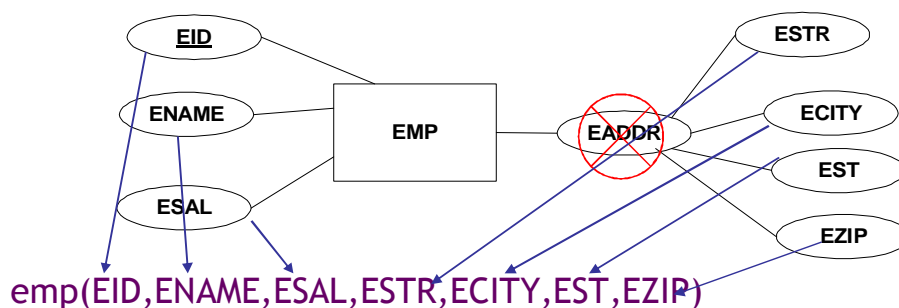 EID
ESTR
ENAME
EMP
EADDR
ECITY
EST
ESAL
EZIP
emp(EID,ENAME,ESAL,ESTR,ECITY,EST,EZIP)